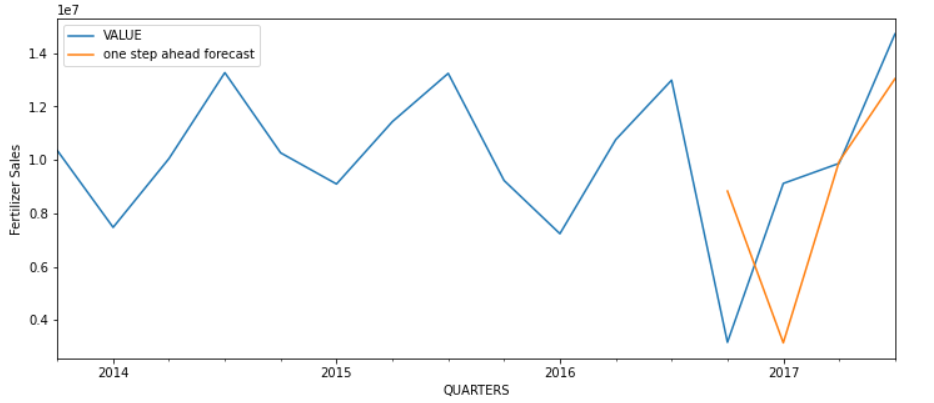 1e7
VALUE
one step ahead forecast
1.4
1.2
1.0
0.8
0.6
0.4
Fertilizer Sales
2014 2015 2016 2017
QUARTERS